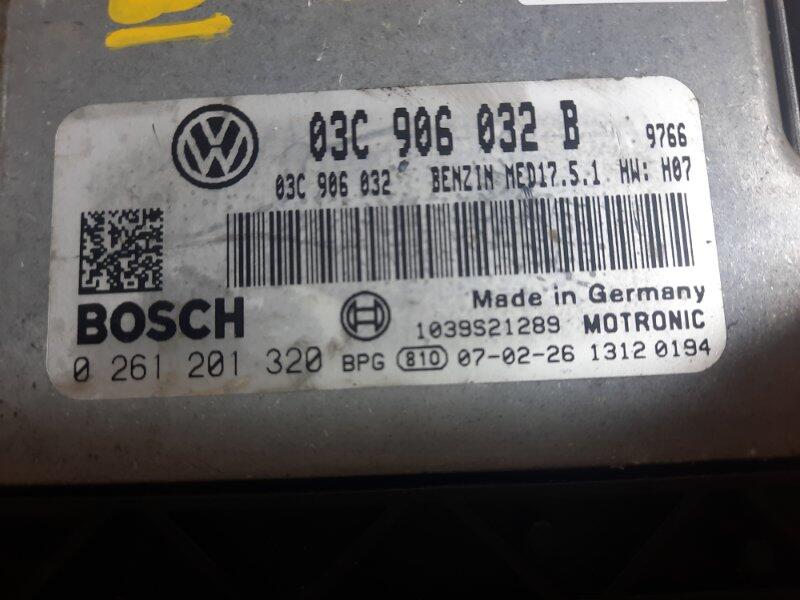 03C 906 032 B 9766
03C 906 032 BENZIN MED17.5.1 HW: H07
BOSCH
Made in Germany
1039S21289 MOTRONIC
0 261 201 320 BPG 810 07-02-26 1312 0194